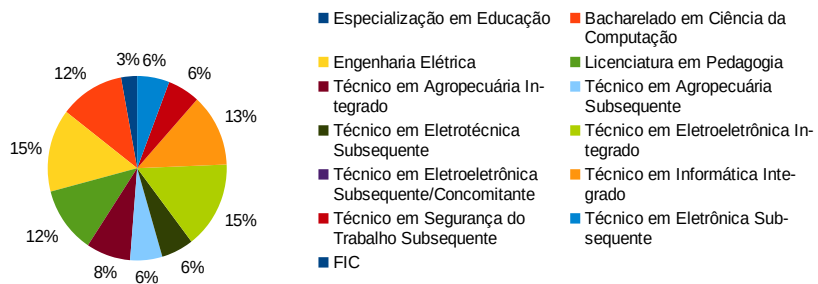 Especialização em Educação
Bacharelado em Ciência da
Computação
Engenharia Elétrica
Licenciatura em Pedagogia
Técnico em Agropecuária In-
tegrado
Técnico em Agropecuária
Subsequente
Técnico em Eletrotécnica
Subsequente
Técnico em Eletroeletrônica In-
tegrado
Técnico em Eletroeletrônica
Subsequente/Concomitante
Técnico em Informática Inte-
grado
Técnico em Segurança do
Trabalho Subsequente
Técnico em Eletrônica Sub-
sequente
FIC
3%
6%
6%
13%
15%
6%
6%
8%
12%
15%
12%